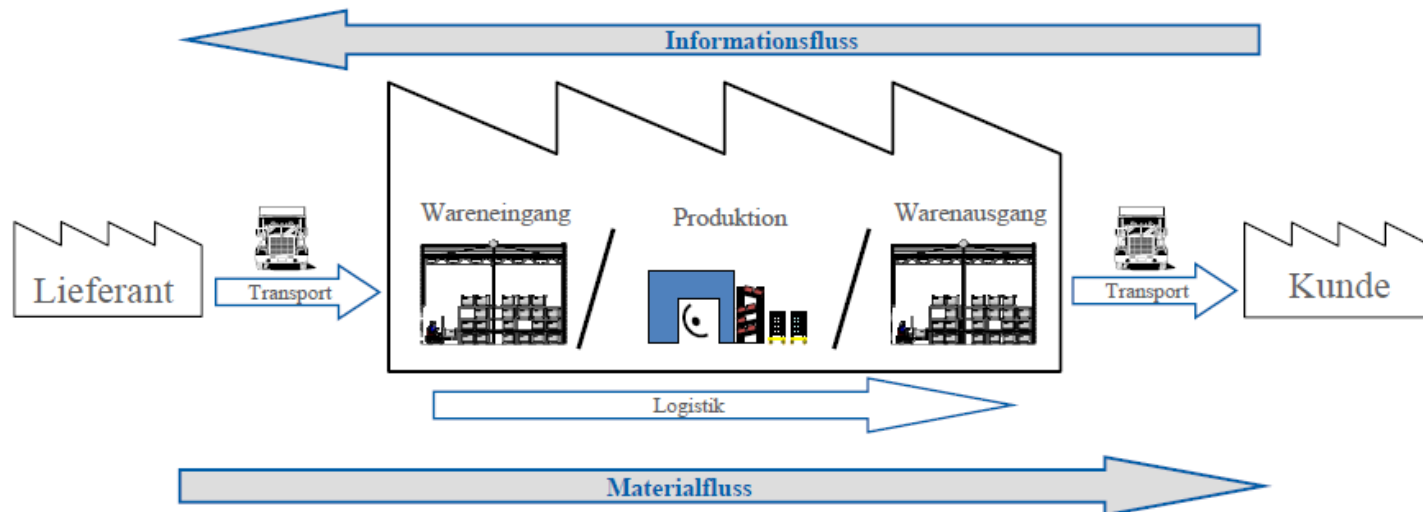 Informationsfluss
Wareneingang
Produktion
Warenausgang
Lieferant
Transport
Transport
Kunde
Logistik
Materialfluss